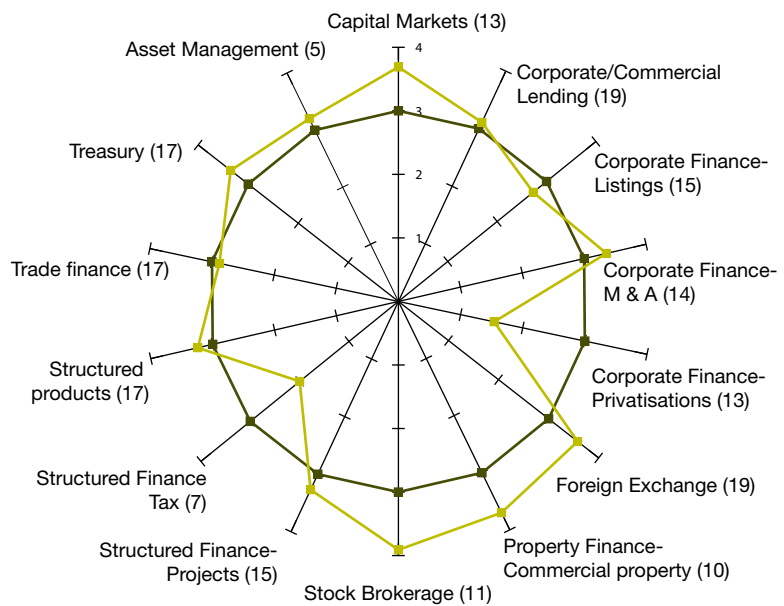 Capital Markets (13)
4
3
2
1
Corporate/Commercial
Lending (19)
Corporate Finance-
Listings (15)
Corporate Finance-
M & A (14)
Corporate Finance-
Privatisations (13)
Foreign Exchange (19)
Property Finance-
Commercial property (10)
Stock Brokerage (11)
Structured Finance-
Projects (15)
Structured Finance
Tax (7)
Structured
products (17)
Trade finance (17)
Treasury (17)
Asset Management (5)